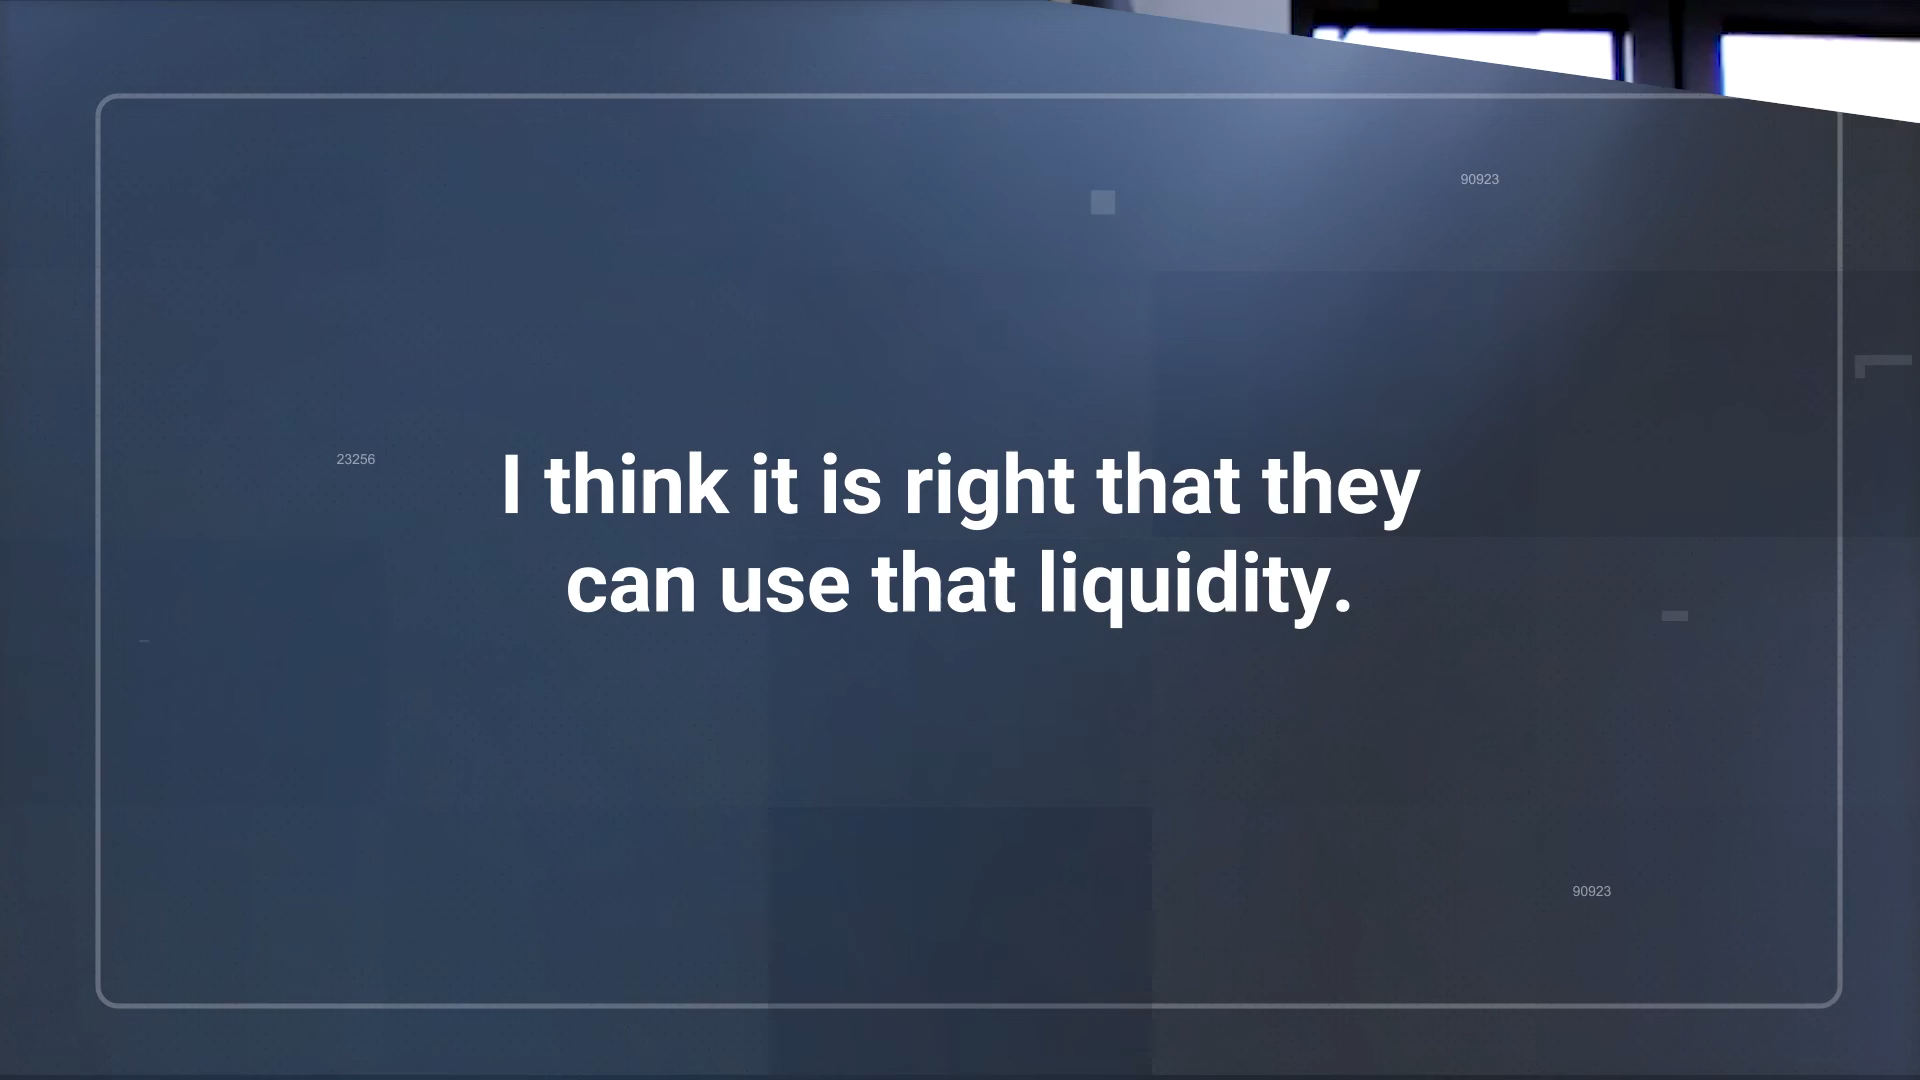 90923
23256
I think it is right that they
can use that liquidity.
90923